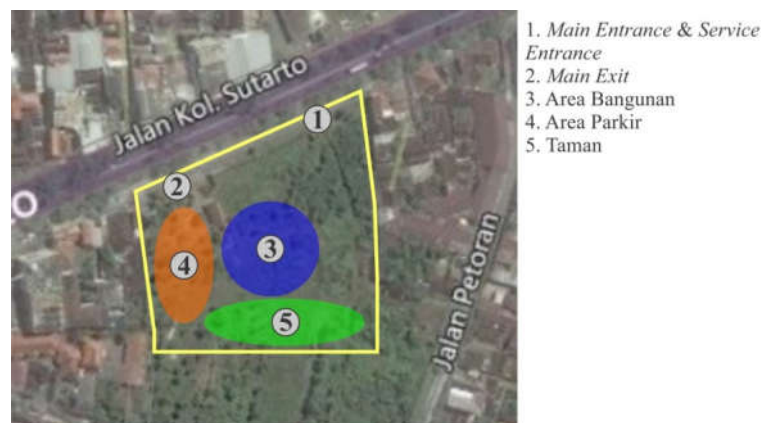 1. Main Entrance & Service
Entrance
2. Main Exit
3. Area Bangunan
4. Area Parkir
5. Taman
Jalan Kol. Sutarto
1
2
3
4
5
Jalan Petoran
O